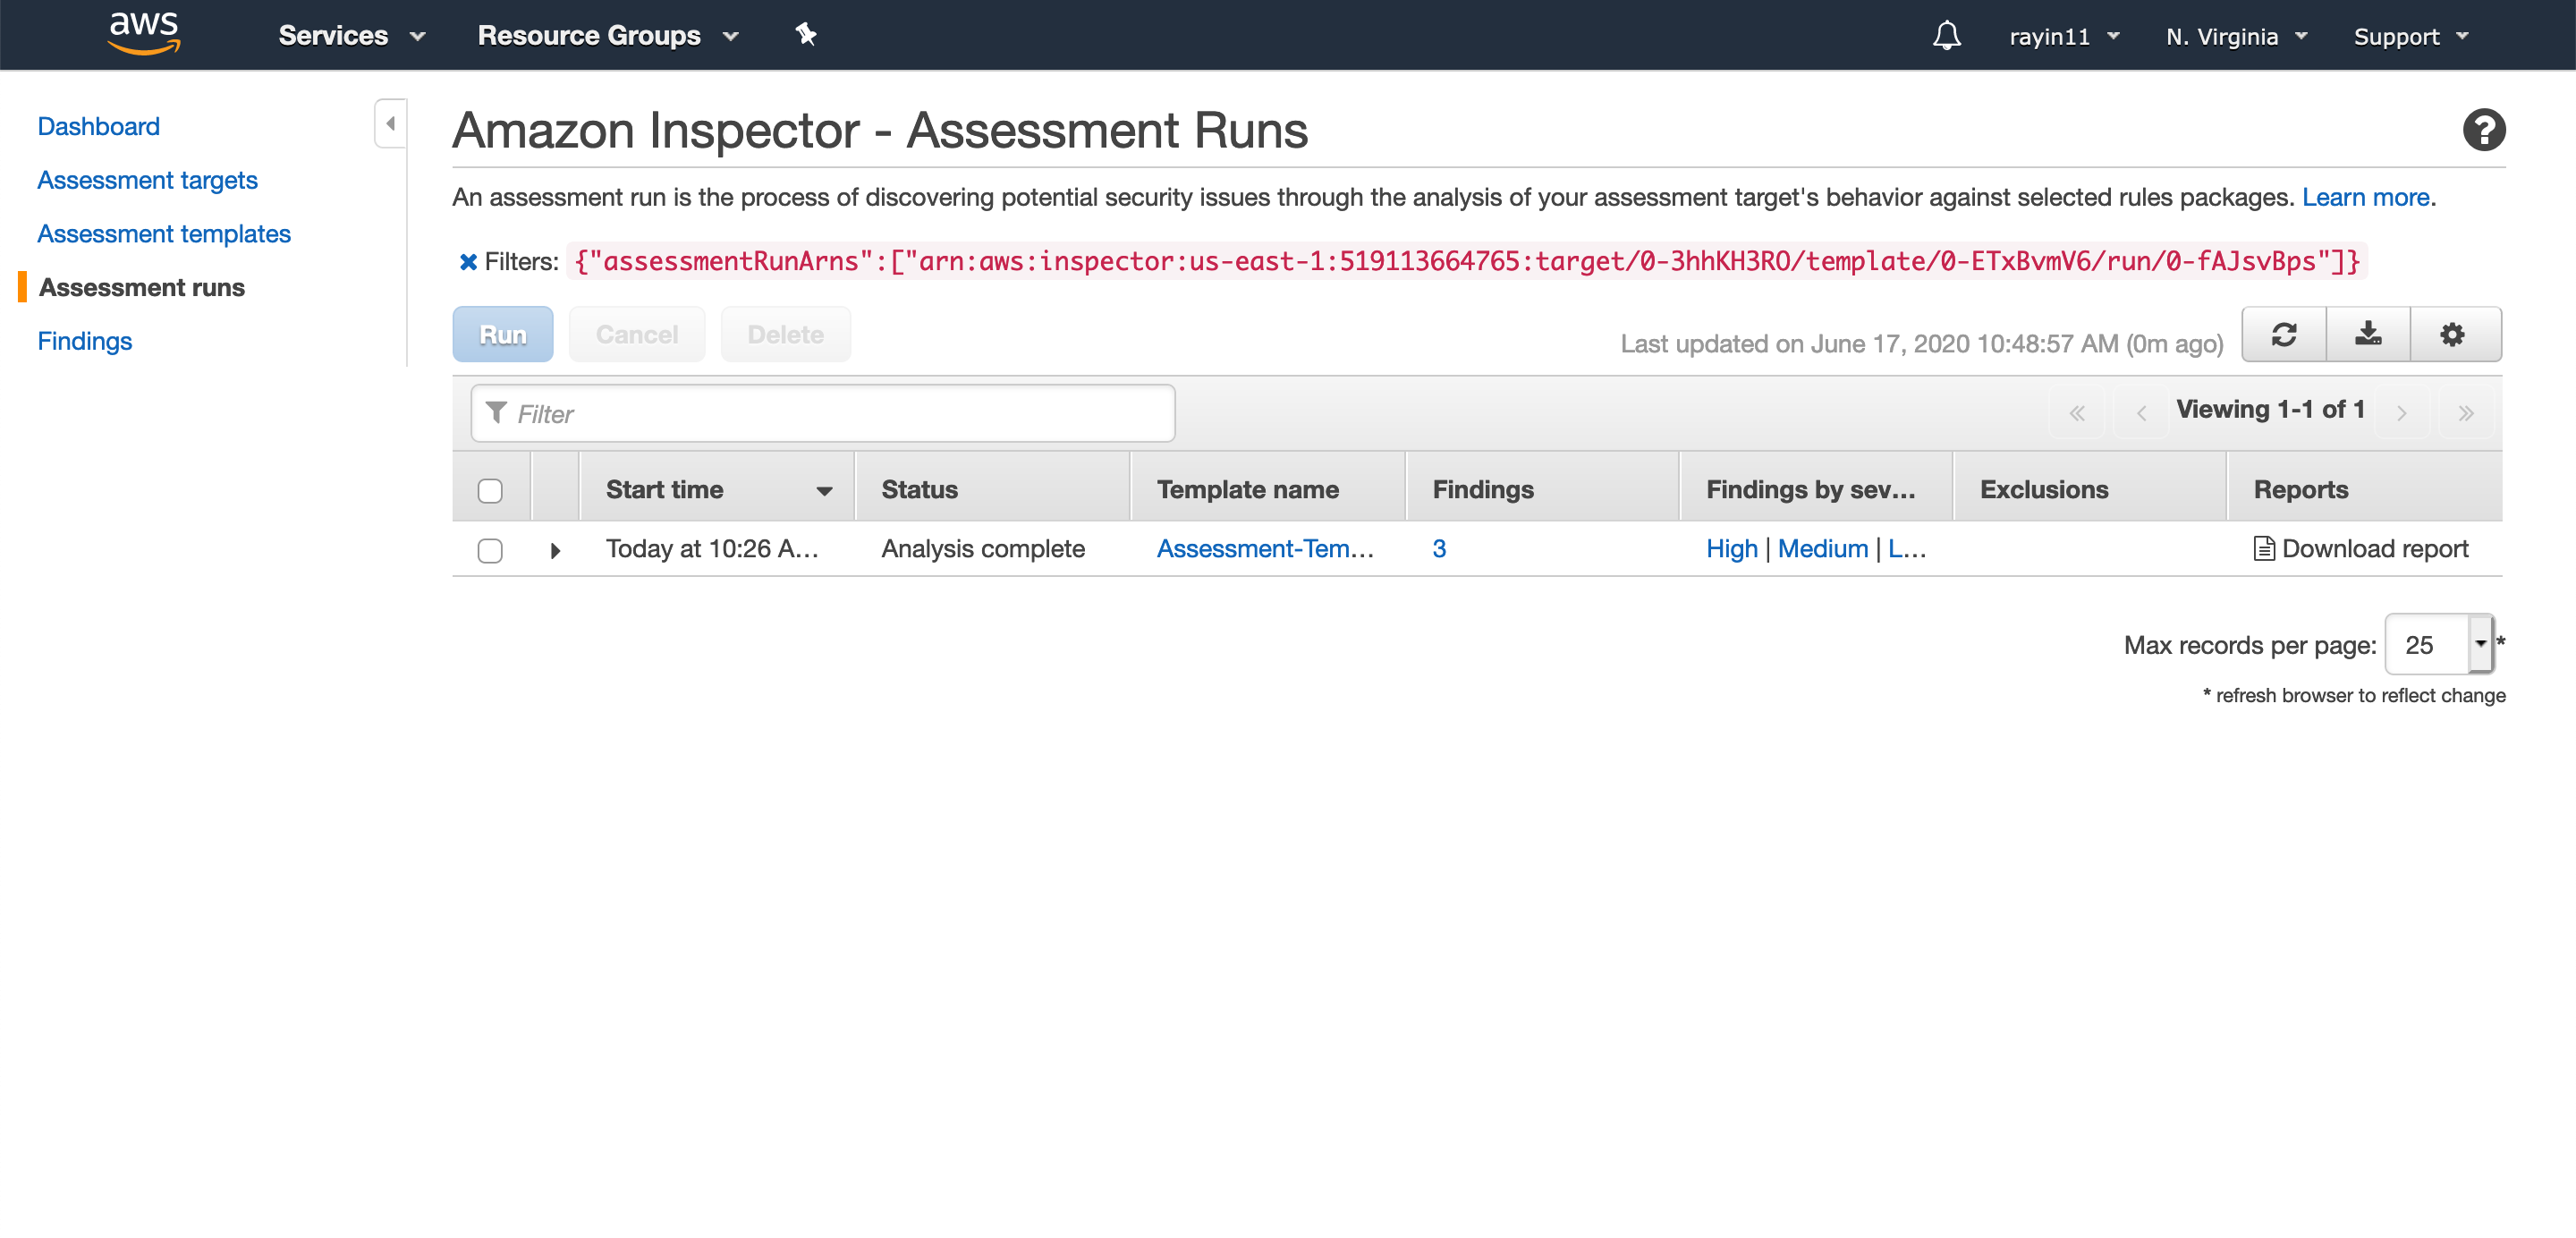 aws
Services
Resource Groups
rayin11
N. Virginia
Support
Dashboard
Assessment targets
Assessment templates
Assessment runs
Findings
Amazon Inspector - Assessment Runs
?
An assessment run is the process of discovering potential security issues through the analysis of your assessment target's behavior against selected rules packages. Learn more.
Filters: {"assessmentRunArns":["arn:aws:inspector:us-east-1:519113664765:target/0-3hhKH3RO/template/0-ETxBvmV6/run/0-fAJsvBps"]}
Run
Cancel
Delete
Last updated on June 17, 2020 10:48:57 AM (0m ago)
Filter
« ‹ Viewing 1-1 of 1 › »
Start time Status Template name Findings Findings by sev... Exclusions Reports
Today at 10:26 A... Analysis complete Assessment-Tem... 3 High | Medium | L... Download report
Max records per page: 25 *
* refresh browser to reflect change